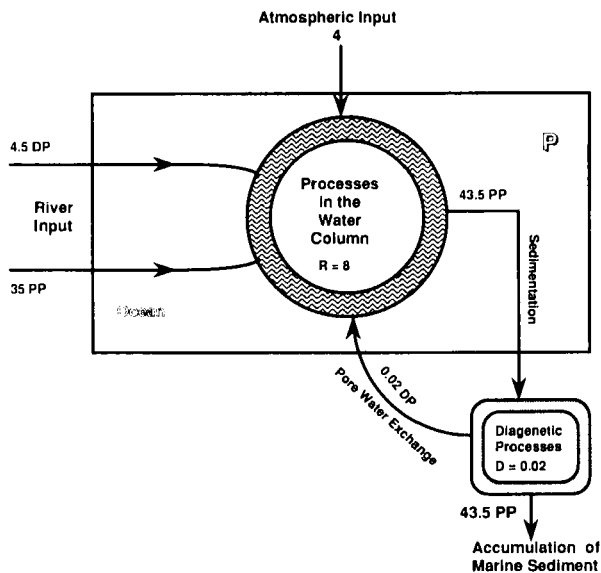 Atmospheric Input
4
P
4.5 DP
River
Input
35 PP
Ocean
Processes
in the
Water
Column
R = 8
43.5 PP
Sedimentation
0.02 DP
Pore Water Exchange
Diagenetic
Processes
D = 0.02
43.5 PP
Accumulation of
Marine Sediment